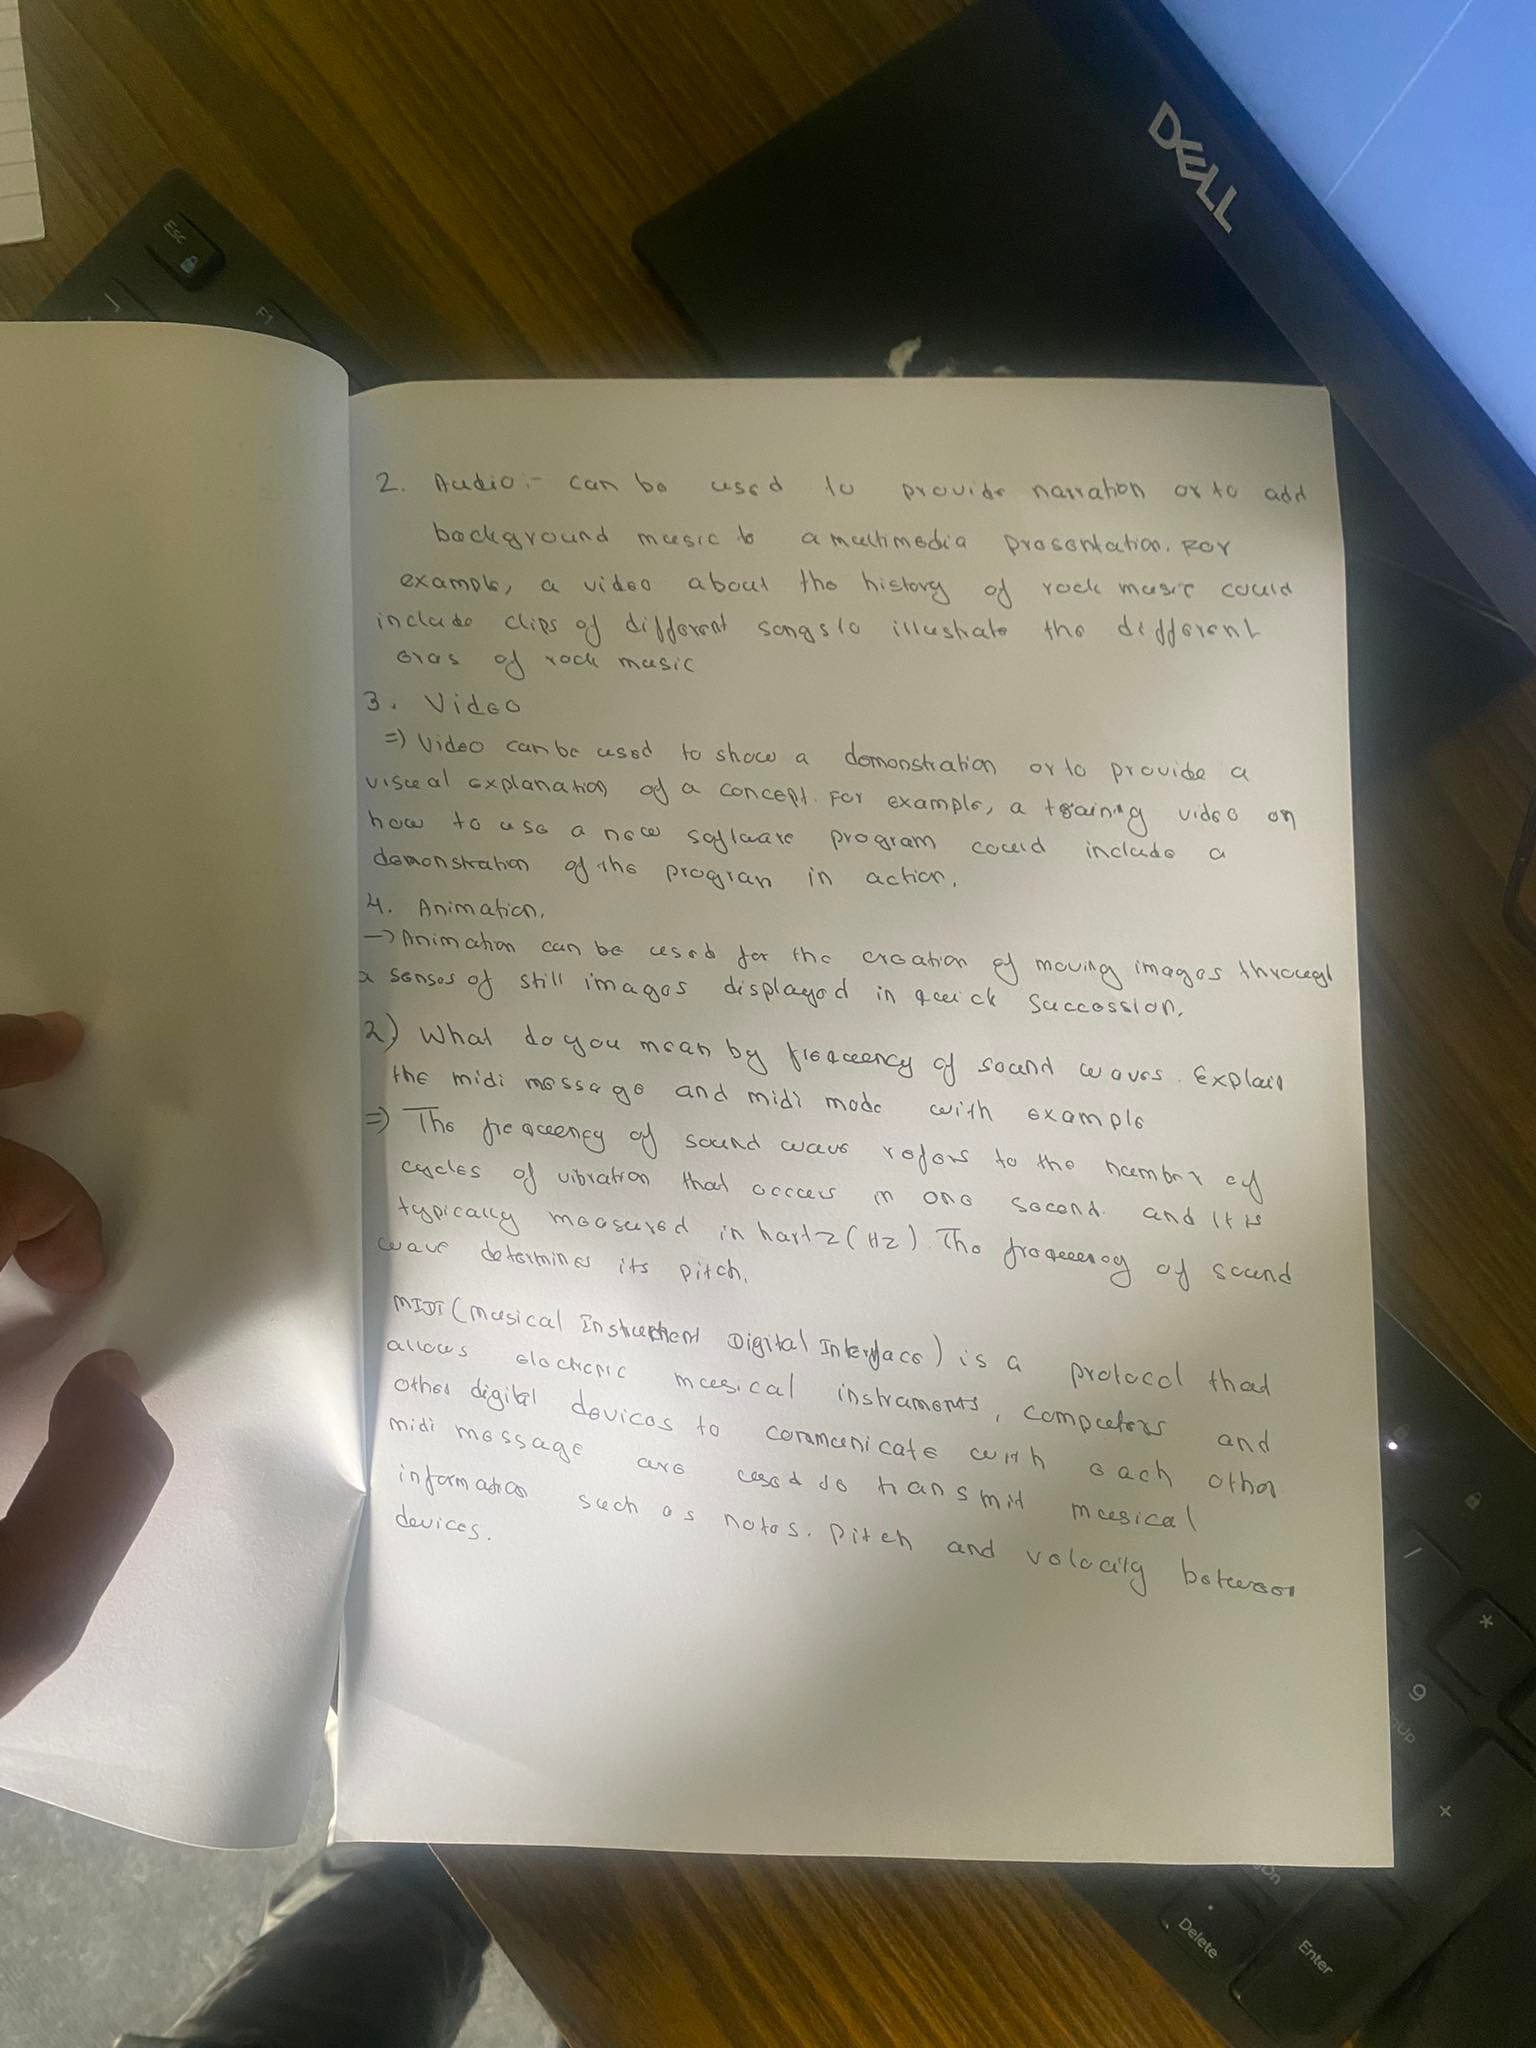 DELL
Esc
F1
2. Audio:- can be used to provide narration or to add
background music to a multimedia presentation. For
example, a video about the history of rock music could
include clips of different songs to illustrate the different
eras of rock music
3. Video
=> Video can be used to show a demonstration or to provide a
visual explanation of a concept. For example, a training video on
how to use a new software program could include a
demonstration of the program in action.
4. Animation.
-> Animation can be used for the creation of moving images through
a senses of still images displayed in quick succession.
2) What do you mean by frequency of sound waves. Explain
the midi message and midi mode with example
=> The frequency of sound wave refers to the number of
cycles of vibration that occurs in one second. and it is
typically measured in hartz (Hz) The frequency of sound
wave determines its pitch.
MIDI (Musical Instrument Digital Interface) is a protocol that
allows electronic musical instruments, computers and
other digital devices to communicate with each other
midi message are used to transmit musical
information such as notes. pitch and velocity between
devices.
/
*
9
+
Delete
Enter